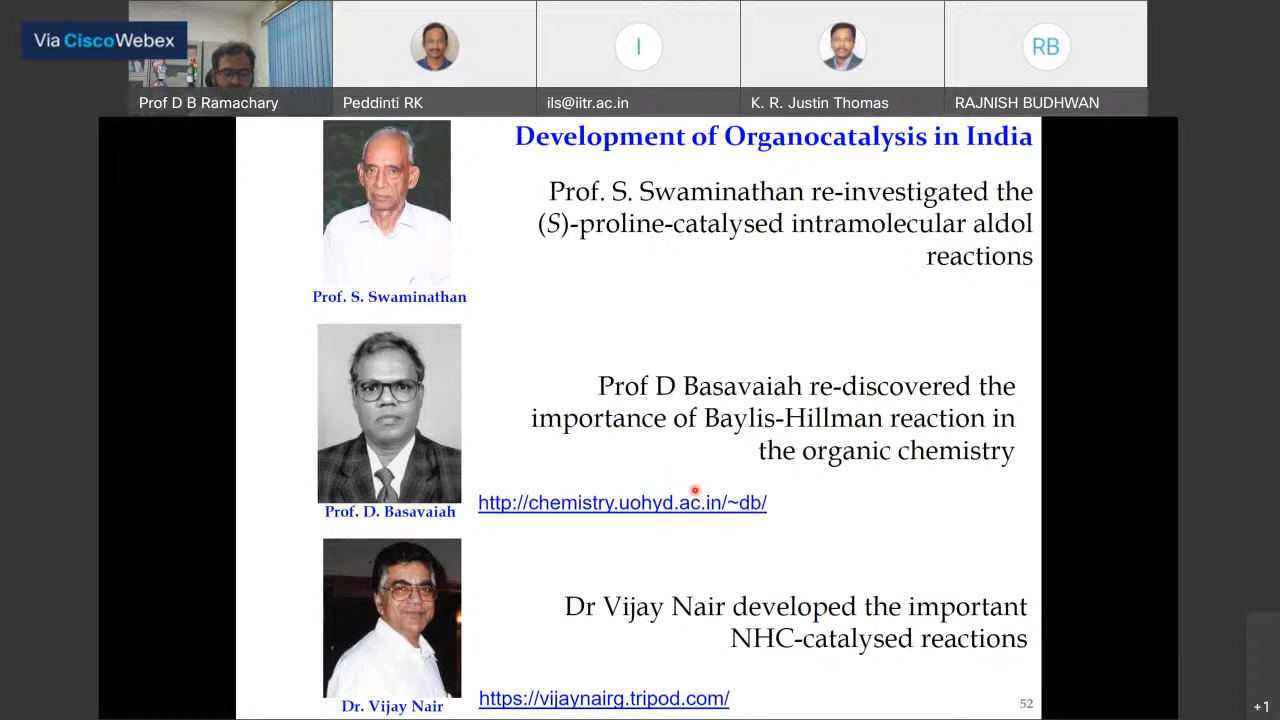 Via Cisco Webex
Prof D B Ramachary
Peddinti RK
I
ils@iitr.ac.in
K. R. Justin Thomas
RB
RAJNISH BUDHWAN
Development of Organocatalysis in India
Prof. S. Swaminathan re-investigated the
(S)-proline-catalysed intramolecular aldol
reactions
Prof. S. Swaminathan
Prof D Basavaiah re-discovered the
importance of Baylis-Hillman reaction in
the organic chemistry
http://chemistry.uohyd.ac.in/~db/
Prof. D. Basavaiah
Dr Vijay Nair developed the important
NHC-catalysed reactions
https://vijaynairg.tripod.com/
Dr. Vijay Nair
52
+1